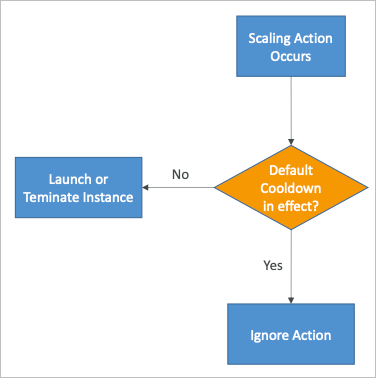 Scaling Action
Occurs
Default
Cooldown
in effect?
No
Launch or
Teminate Instance
Yes
Ignore Action